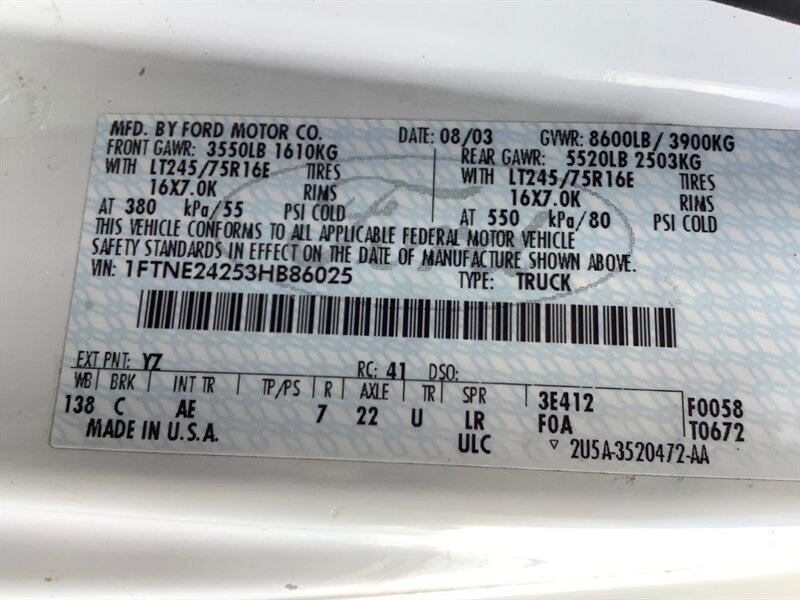 MFD. BY FORD MOTOR CO. DATE: 08/03 GVWR: 8600LB/ 3900KG
FRONT GAWR: 3550LB 1610KG REAR GAWR: 5520LB 2503KG
WITH LT245/75R16E TIRES WITH LT245/75R16E TIRES
16X7.0K RIMS 16X7.0K RIMS
AT 380 kPa/55 PSI COLD AT 550 kPa/80 PSI COLD
THIS VEHICLE CONFORMS TO ALL APPLICABLE FEDERAL MOTOR VEHICLE
SAFETY STANDARDS IN EFFECT ON THE DATE OF MANUFACTURE SHOWN ABOVE.
VIN: 1FTNE24253HB86025 TYPE: TRUCK
EXT PNT: YZ RC: 41 DSO:
WB BRK INT TR TP/PS R AXLE TR SPR
138 C AE 7 22 U LR 3E412 F0058
MADE IN U.S.A. ULC F0A T0672
▽ 2U5A-3520472-AA